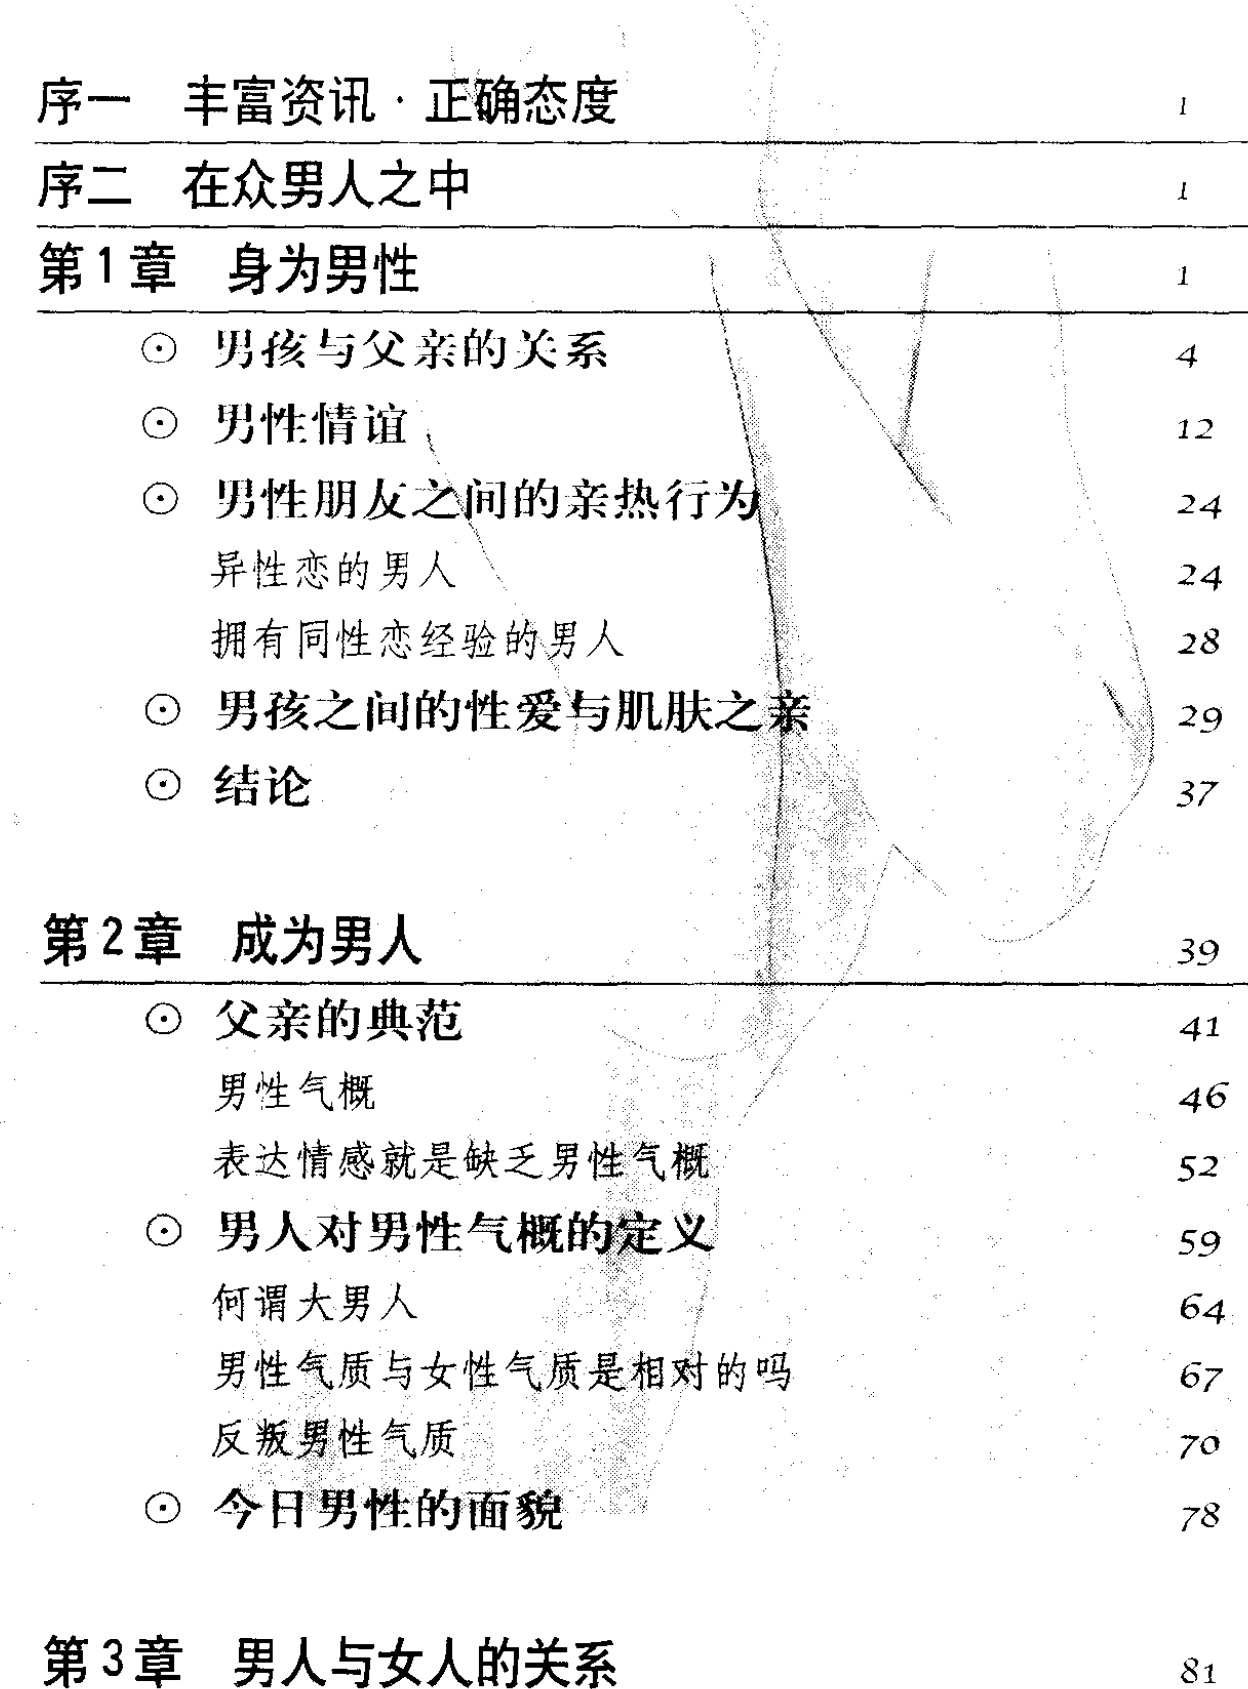 序一 丰富资讯·正确态度 1
序二 在众男人之中 1
第1章 身为男性 1
⊙ 男孩与父亲的关系 4
⊙ 男性情谊 12
⊙ 男性朋友之间的亲热行为 24
异性恋的男人 24
拥有同性恋经验的男人 28
⊙ 男孩之间的性爱与肌肤之亲 29
⊙ 结论 37
第2章 成为男人 39
⊙ 父亲的典范 41
男性气概 46
表达情感就是缺乏男性气概 52
⊙ 男人对男性气概的定义 59
何谓大男人 64
男性气质与女性气质是相对的吗 67
反叛男性气质 70
⊙ 今日男性的面貌 78
第3章 男人与女人的关系 81